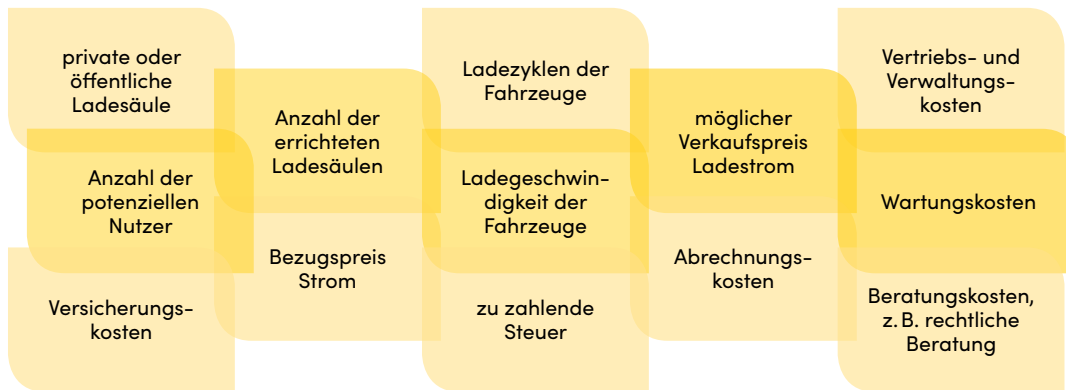 private oder
öffentliche
Ladesäule
Anzahl der
potenziellen
Nutzer
Versicherungs-
kosten
Anzahl der
errichteten
Ladesäulen
Bezugspreis
Strom
Ladezyklen der
Fahrzeuge
Ladegeschwin-
digkeit der
Fahrzeuge
zu zahlende
Steuer
möglicher
Verkaufspreis
Ladestrom
Abrechnungs-
kosten
Vertriebs- und
Verwaltungs-
kosten
Wartungskosten
Beratungskosten,
z. B. rechtliche
Beratung